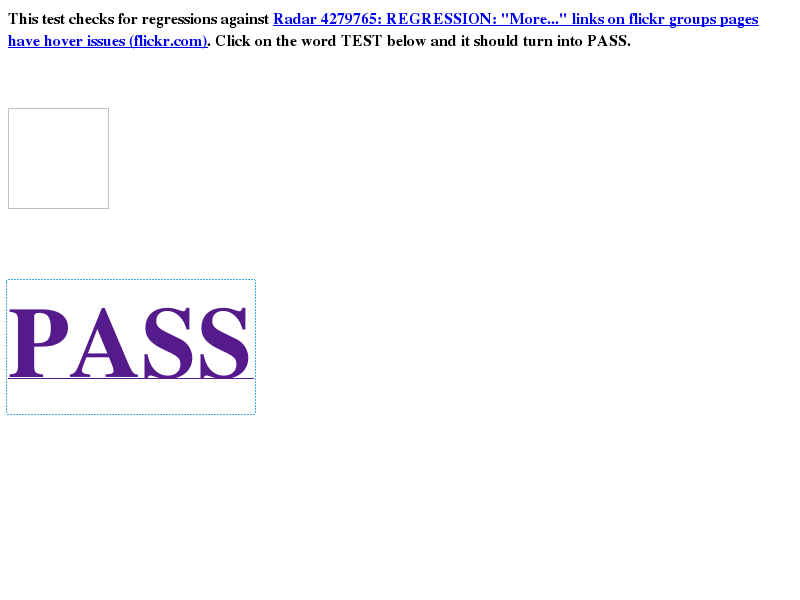 This test checks for regressions against Radar 4279765: REGRESSION: "More..." links on flickr groups pages
have hover issues (flickr.com). Click on the word TEST below and it should turn into PASS.
PASS